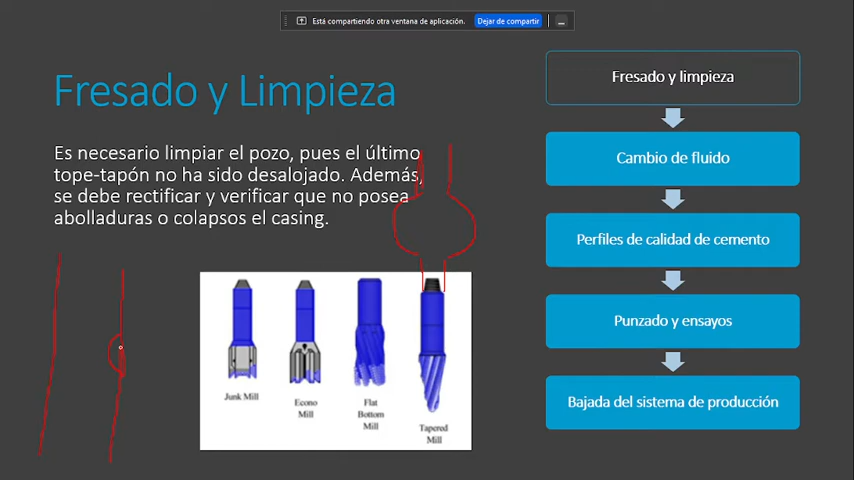 Está compartiendo otra ventana de aplicación.
Dejar de compartir
Fresado y Limpieza
Es necesario limpiar el pozo, pues el último
tope-tapón no ha sido desalojado. Además,
se debe rectificar y verificar que no posea
abolladuras o colapsos el casing.
Junk Mill
Econo
Mill
Flat
Bottom
Mill
Tapered
Mill
Fresado y limpieza
Cambio de fluido
Perfiles de calidad de cemento
Punzado y ensayos
Bajada del sistema de producción